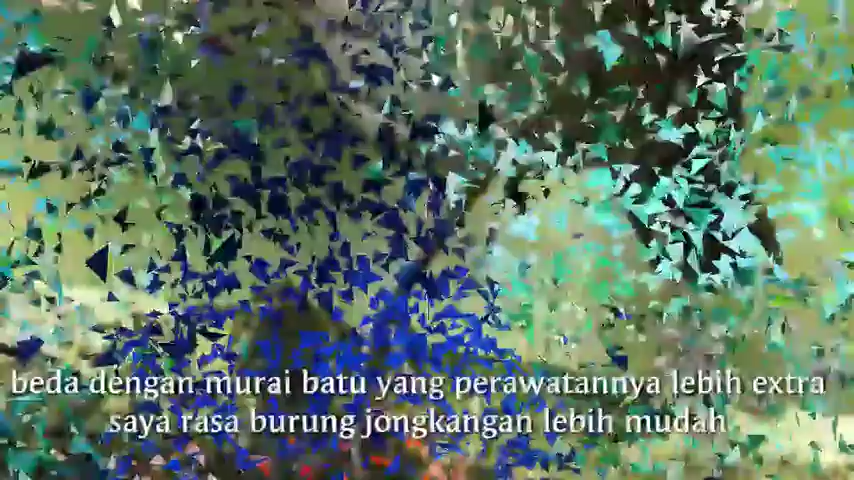 beda dengan murai batu yang perawatannya lebih extra
saya rasa burung jongkangan lebih mudah